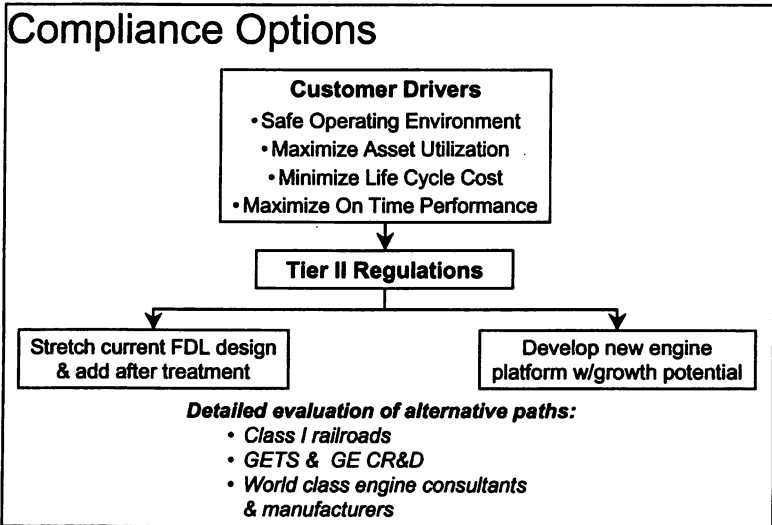 Compliance Options
Customer Drivers
•Safe Operating Environment
•Maximize Asset Utilization
•Minimize Life Cycle Cost
•Maximize On Time Performance
Tier II Regulations
Stretch current FDL design
& add after treatment
Develop new engine
platform w/growth potential
Detailed evaluation of alternative paths:
• Class I railroads
• GETS & GE CR&D
• World class engine consultants
& manufacturers